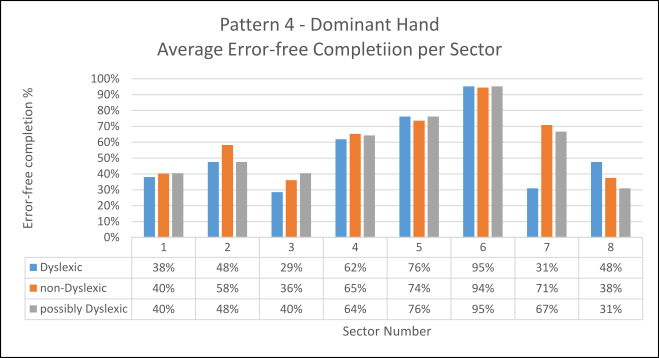 Pattern 4 - Dominant Hand
Average Error-free Completiion per Sector
Error-free completion %
100%
90%
80%
70%
60%
50%
40%
30%
20%
10%
0%
1 2 3 4 5 6 7 8
Dyslexic 38% 48% 29% 62% 76% 95% 31% 48%
non-Dyslexic 40% 58% 36% 65% 74% 94% 71% 38%
possibly Dyslexic 40% 48% 40% 64% 76% 95% 67% 31%
Sector Number